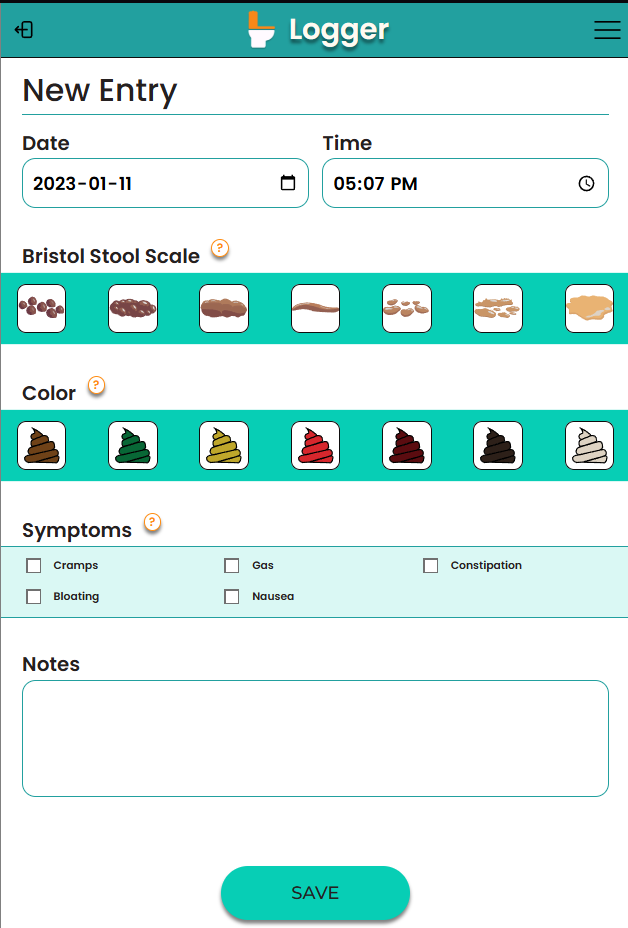 Logger
New Entry
Date Time
2023-01-11 05:07 PM
Bristol Stool Scale ?
Color ?
Symptoms ?
Cramps Gas Constipation
Bloating Nausea
Notes
SAVE